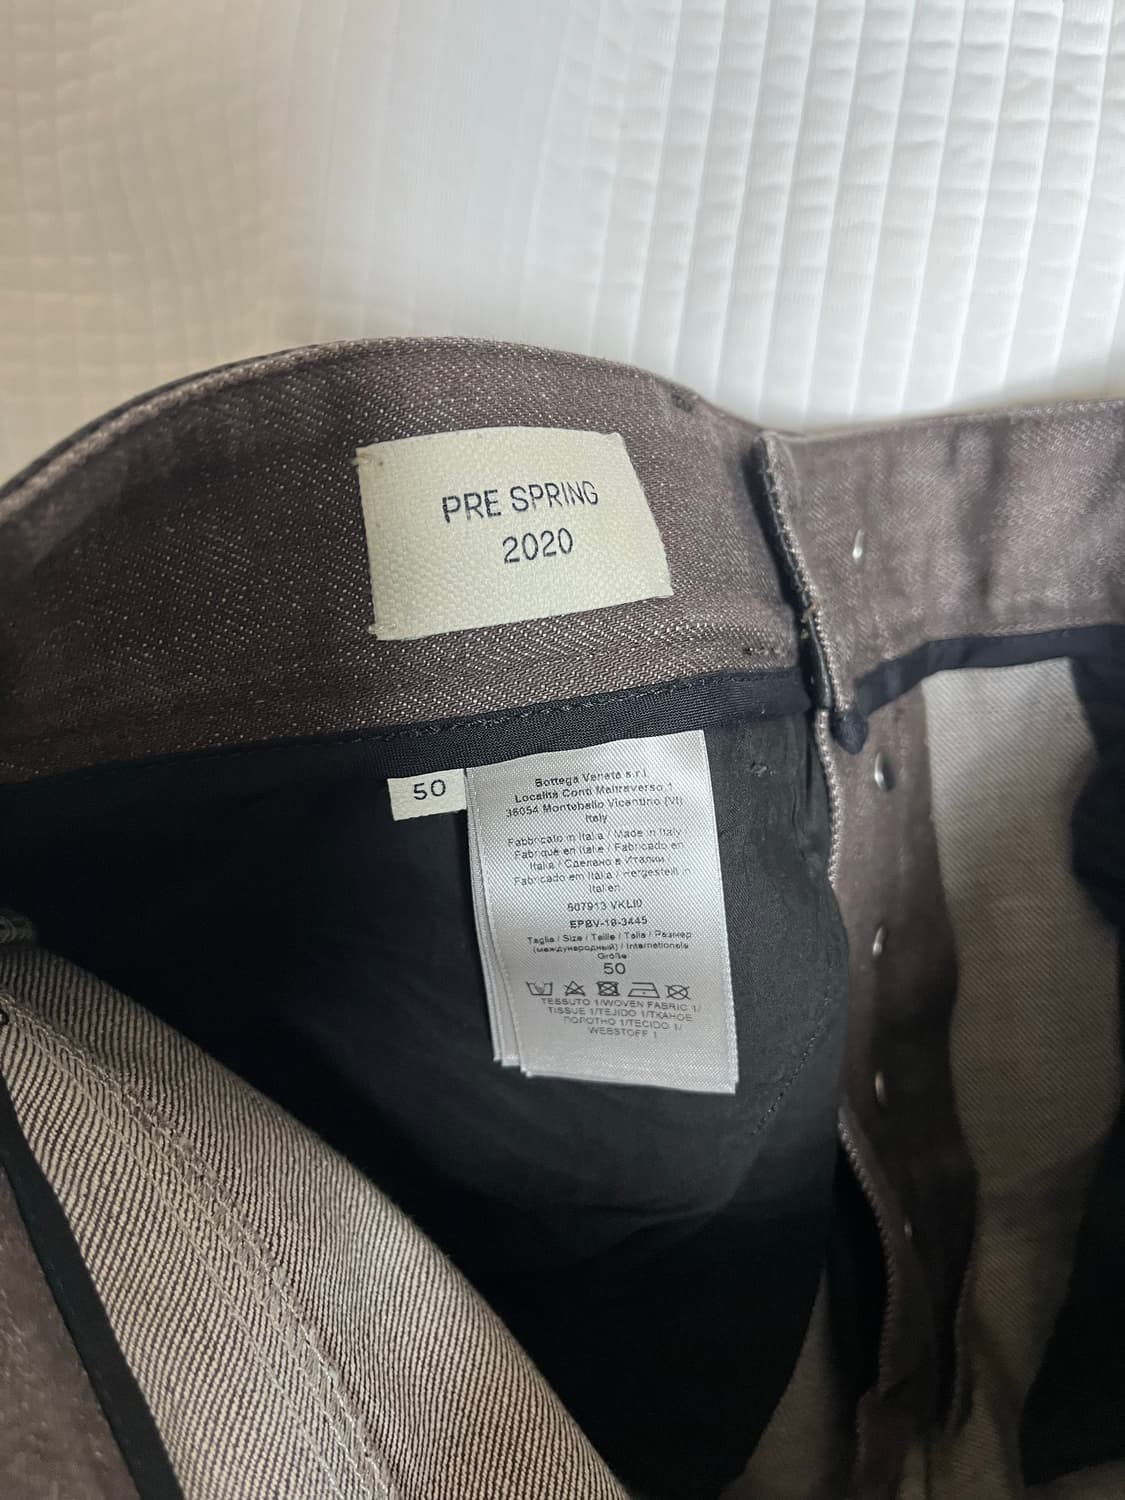 PRE SPRING
2020
50
Bottega Veneta s.r.l.
Località Conti Maltraverso 1
36054 Montebello Vicentino (VI)
Italy
Fabbricato in Italia / Made in Italy /
Fabriqué en Italie / Fabricado en
Italia / Сделано в Италии
Fabricado em Italia / Hergestellt in
Italien
607913 VKLI0
EPBV-19-3445
Taglia / Size / Taille / Talla / Размер
(международный) / Internationale
Größe
50
TESSUTO 1/WOVEN FABRIC 1/
TISSUE 1/TEJIDO 1/ТКАНОЕ
ПОЛОТНО 1/TECIDO 1/
WEBSTOFF 1